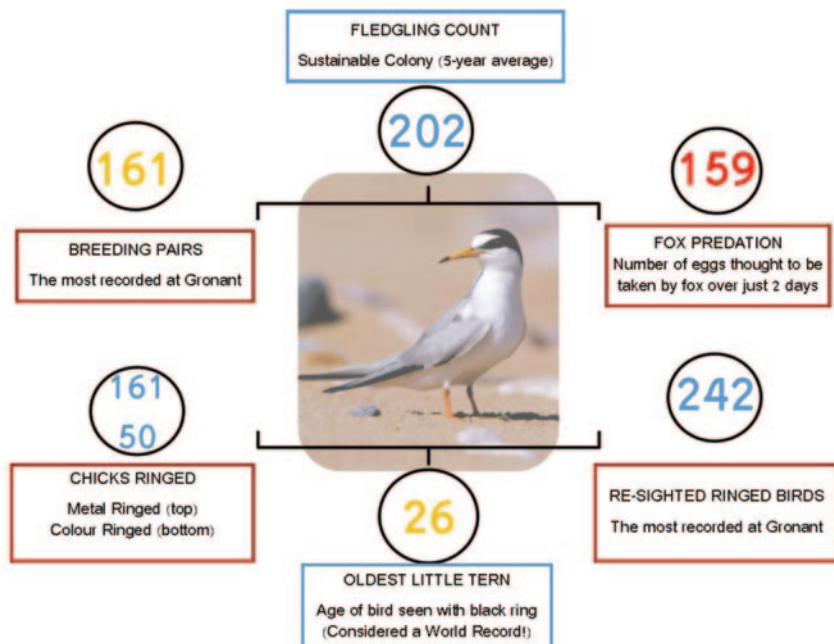 FLEDGLING COUNT
Sustainable Colony (5-year average)
202
161
BREEDING PAIRS
The most recorded at Gronant
159
FOX PREDATION
Number of eggs thought to be
taken by fox over just 2 days
161
50
CHICKS RINGED
Metal Ringed (top)
Colour Ringed (bottom)
242
RE-SIGHTED RINGED BIRDS
The most recorded at Gronant
26
OLDEST LITTLE TERN
Age of bird seen with black ring
(Considered a World Record!)